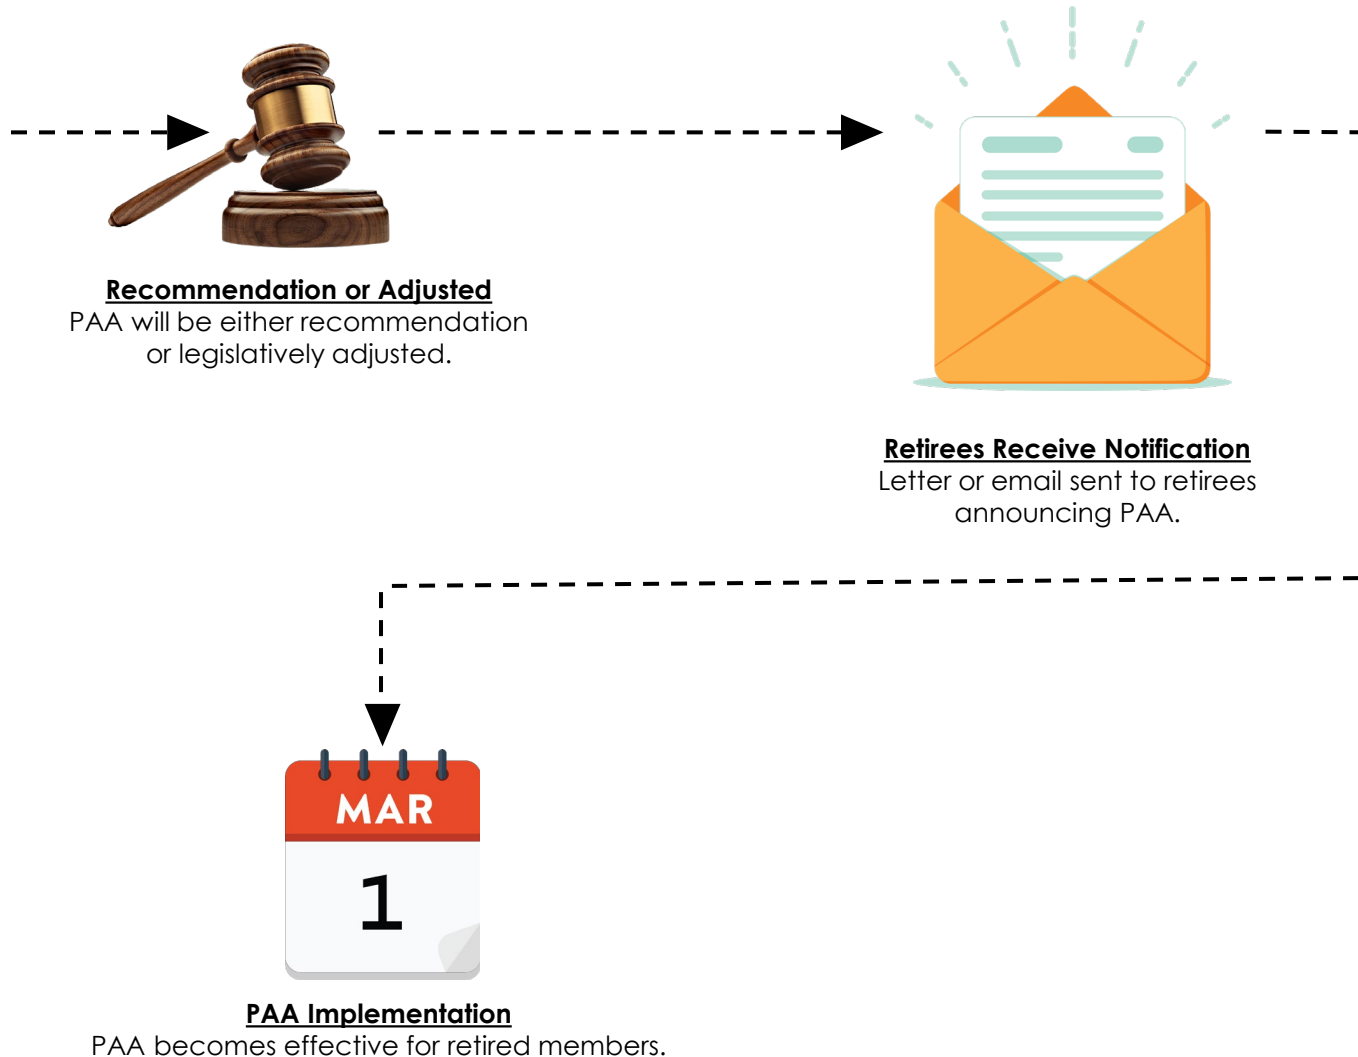 Recommendation or Adjusted
PAA will be either recommendation
or legislatively adjusted.
Retirees Receive Notification
Letter or email sent to retirees
announcing PAA.
MAR
1
PAA Implementation
PAA becomes effective for retired members.